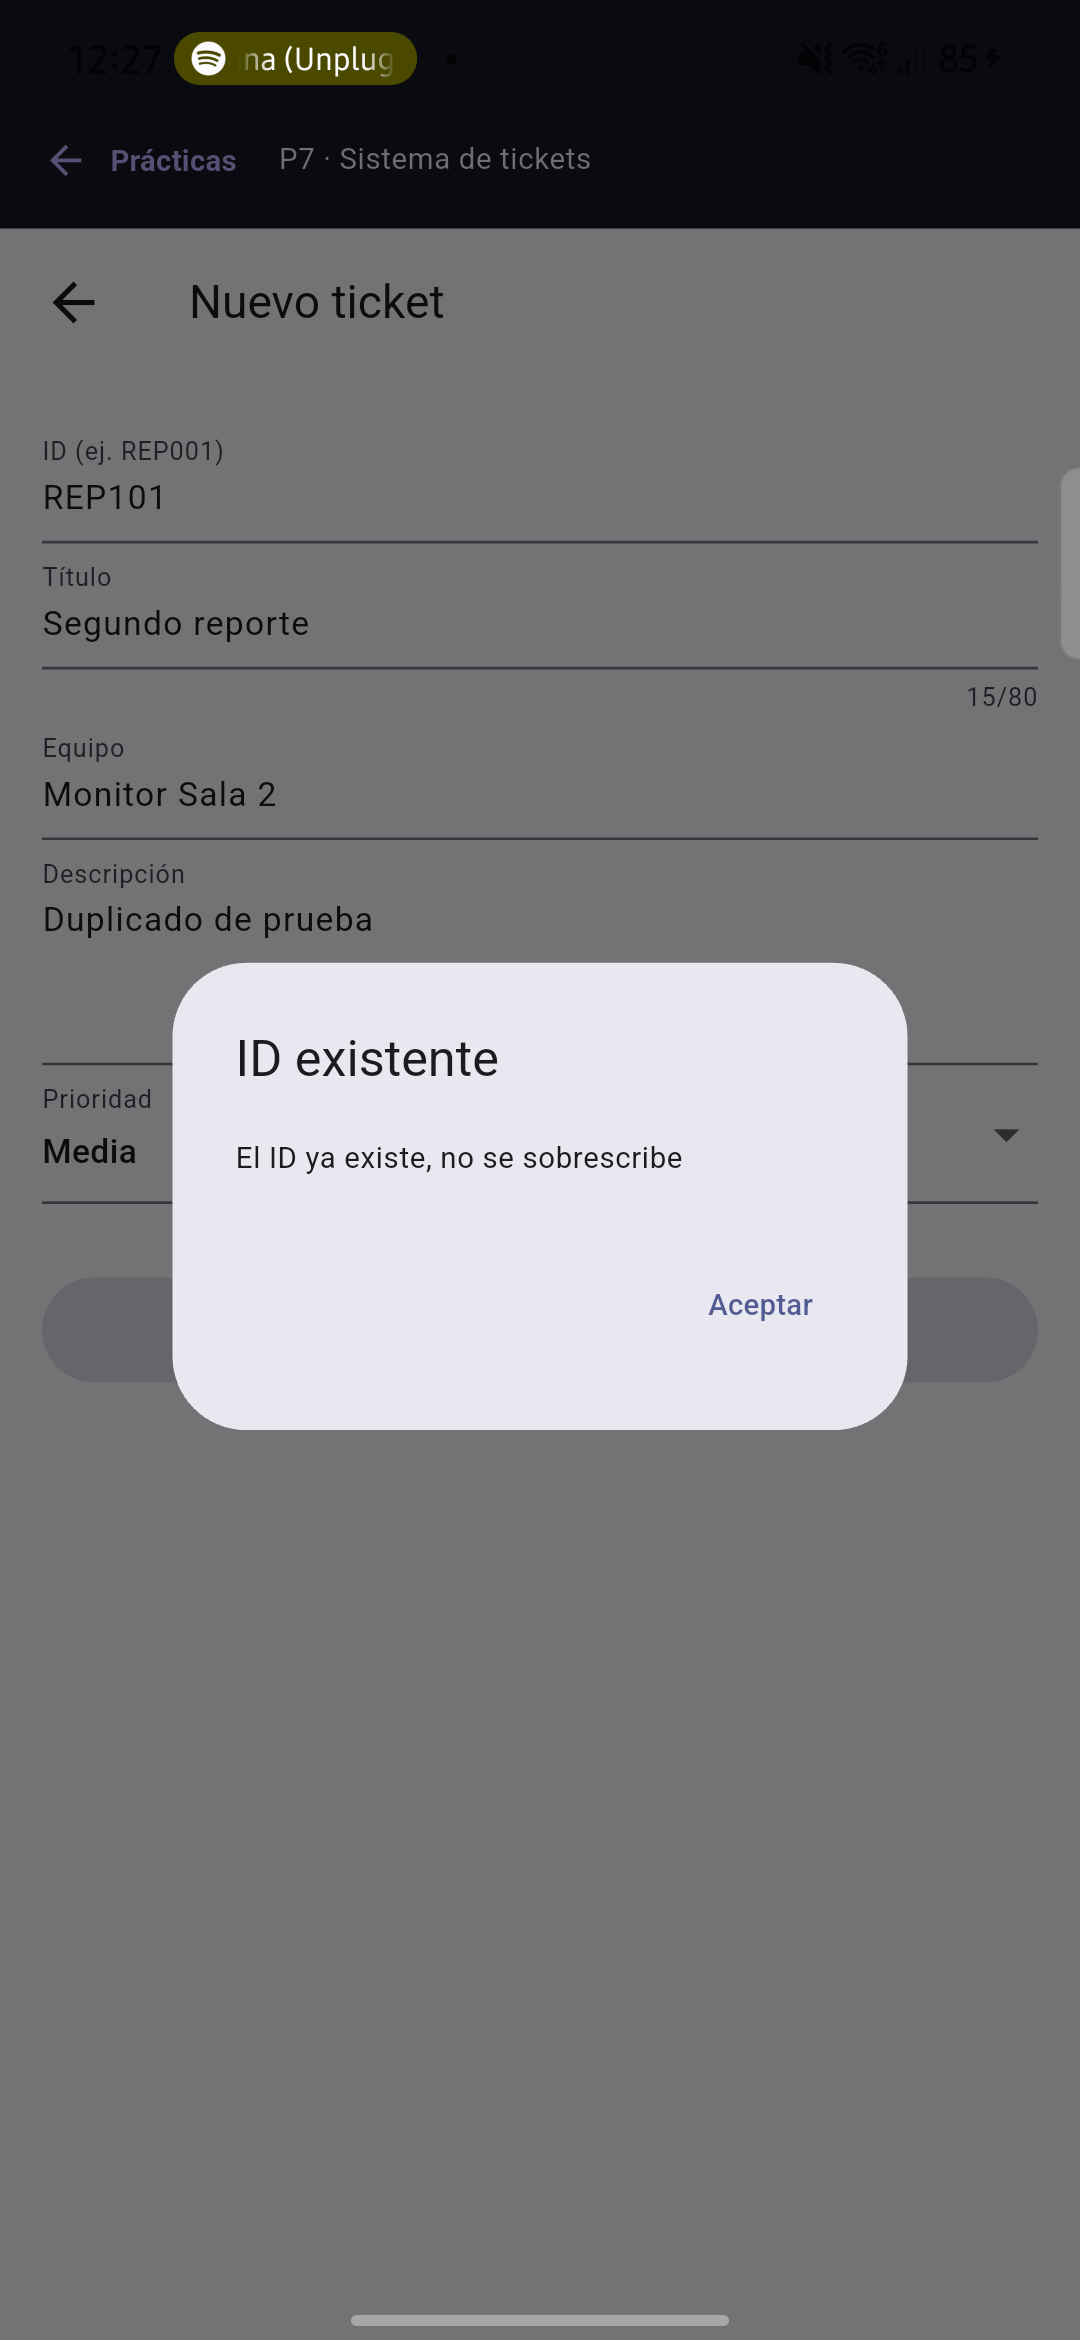 12:27 na (Unplug 85
Prácticas P7 · Sistema de tickets
Nuevo ticket
ID (ej. REP001)
REP101
Título
Segundo reporte
15/80
Equipo
Monitor Sala 2
Descripción
Duplicado de prueba
ID existente
El ID ya existe, no se sobrescribe
Prioridad
Media
Aceptar